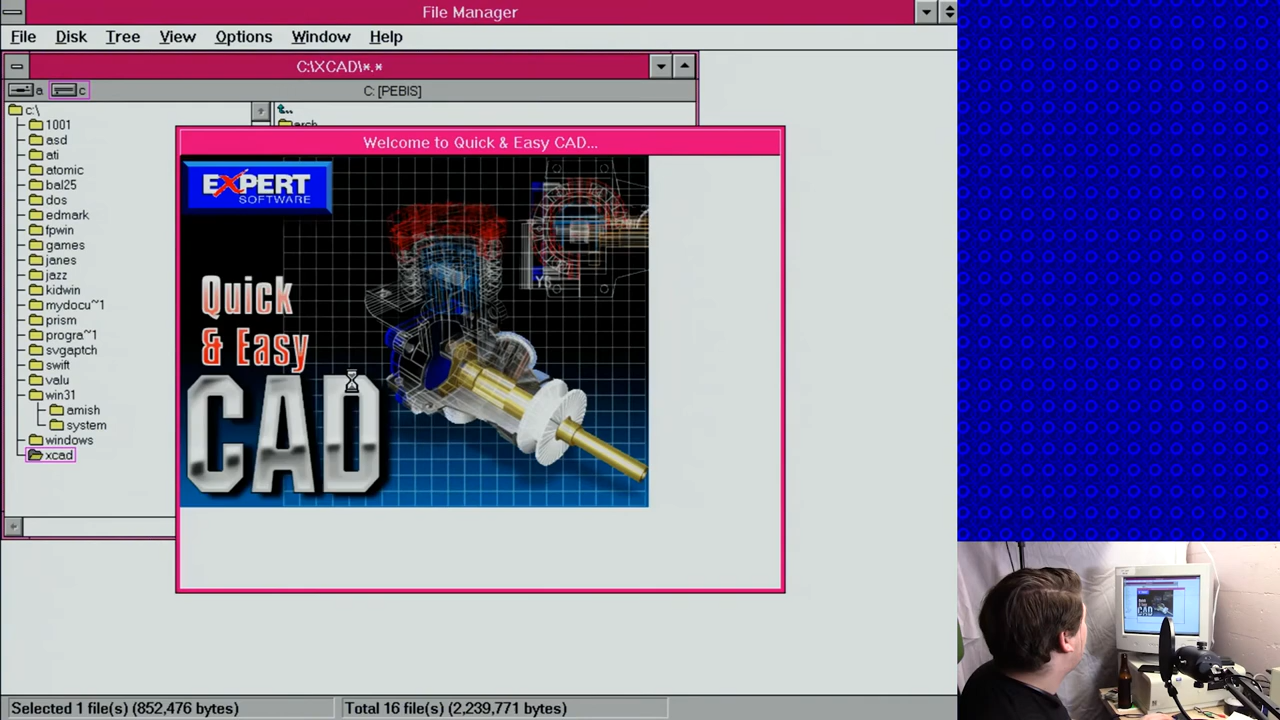 File Manager
File Disk Tree View Options Window Help
C:\XCAD\*.*
a c C: [PEBIS]
c:\
1001
asd
ati
atomic
bal25
dos
edmark
fpwin
games
janes
jazz
kidwin
mydocu~1
prism
progra~1
svgaptch
swift
valu
win31
amish
system
windows
xcad
arch
Welcome to Quick & Easy CAD...
EXPERT
SOFTWARE
Quick
& Easy
CAD
Selected 1 file(s) (852,476 bytes) Total 16 file(s) (2,239,771 bytes)